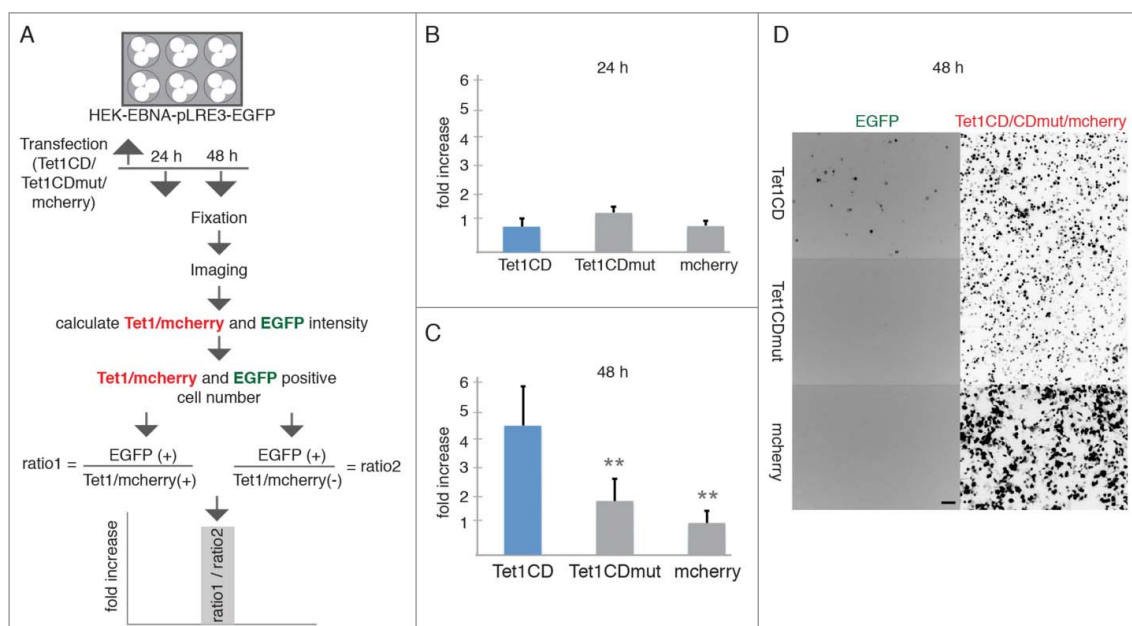 A
HEK-EBNA-pLRE3-EGFP
Transfection
(Tet1CD/
Tet1CDmut/
mcherry)
24 h
48 h
Fixation
Imaging
calculate Tet1/mcherry and EGFP intensity
Tet1/mcherry and EGFP positive
cell number
ratio1 =
EGFP (+)
Tet1/mcherry(+)
EGFP (+)
Tet1/mcherry(-)
= ratio2
fold increase
ratio1 / ratio2
B
24 h
fold increase
6
5
4
3
2
1
Tet1CD
Tet1CDmut
mcherry
C
48 h
fold increase
6
5
4
3
2
1
**
**
Tet1CD
Tet1CDmut
mcherry
D
48 h
EGFP
Tet1CD/CDmut/mcherry
Tet1CD
Tet1CDmut
mcherry